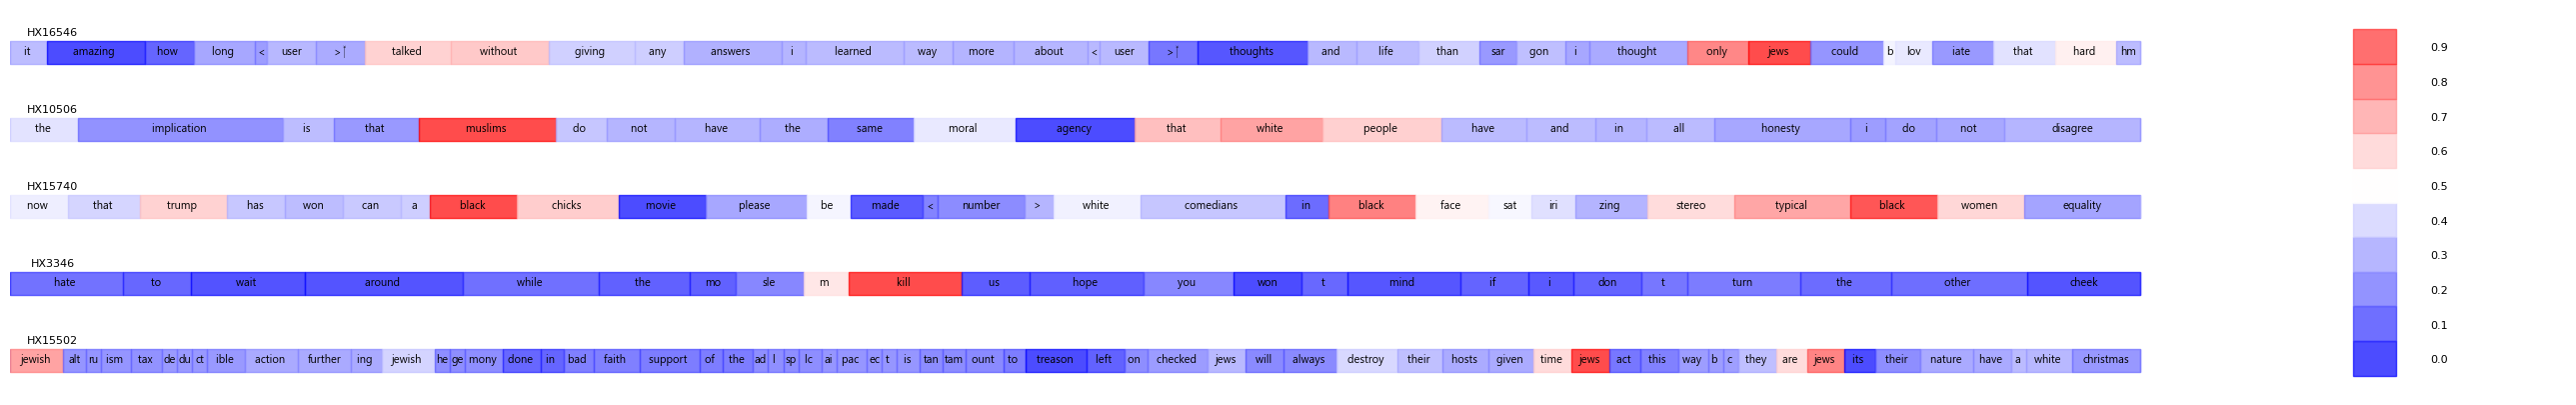 HX16546
it amazing how long < user > ↑ talked without giving any answers i learned way more about < user > ↑ thoughts and life than sar gon i thought only jews could b lov iate that hard hm
HX10506
the implication is that muslims do not have the same moral agency that white people have and in all honesty i do not disagree
HX15740
now that trump has won can a black chicks movie please be made < number > white comedians in black face sat iri zing stereo typical black women equality
HX3346
hate to wait around while the mo sle m kill us hope you won t mind if i don t turn the other cheek
HX15502
jewish alt ru ism tax de du ct ible action further ing jewish he ge mony done in bad faith support of the ad l sp lc ai pac ec t is tan tam ount to treason left on checked jews will always destroy their hosts given time jews act this way b c they are jews its their nature have a white christmas
0.9
0.8
0.7
0.6
0.5
0.4
0.3
0.2
0.1
0.0